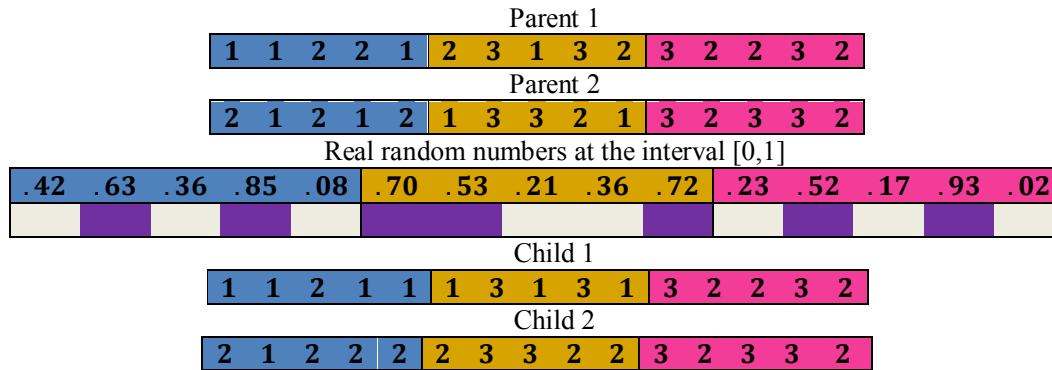 Parent 1
1 1 2 2 1 2 3 1 3 2 3 2 2 3 2
Parent 2
2 1 2 1 2 1 3 3 2 1 3 2 3 3 2
Real random numbers at the interval [0,1]
.42 .63 .36 .85 .08 .70 .53 .21 .36 .72 .23 .52 .17 .93 .02
Child 1
1 1 2 1 1 1 3 1 3 1 3 2 2 3 2
Child 2
2 1 2 2 2 2 3 3 2 2 3 2 3 3 2